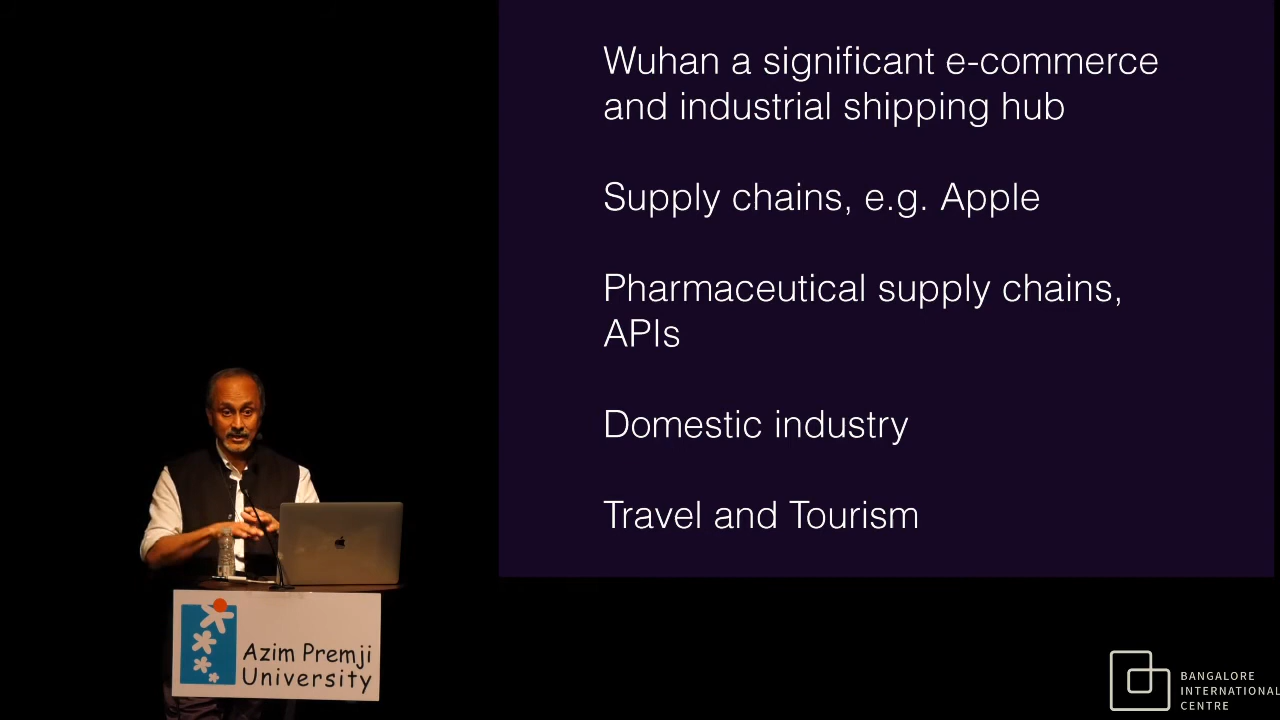 Wuhan a significant e-commerce
and industrial shipping hub
Supply chains, e.g. Apple
Pharmaceutical supply chains,
APIs
Domestic industry
Travel and Tourism
Azim Premji
University
BANGALORE
INTERNATIONAL
CENTRE